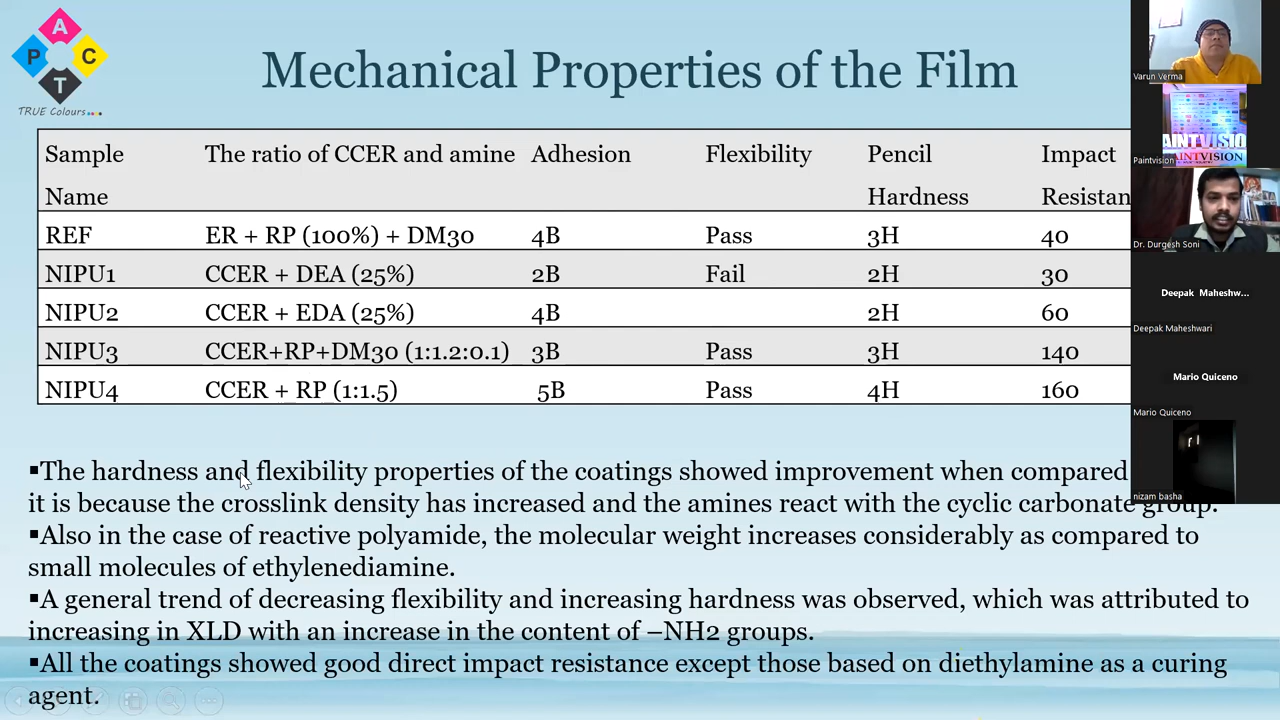 A
P C
T
TRUE Colours
Mechanical Properties of the Film
Sample Name The ratio of CCER and amine Adhesion Flexibility Pencil Hardness Impact Resistan
REF ER + RP (100%) + DM30 4B Pass 3H 40
NIPU1 CCER + DEA (25%) 2B Fail 2H 30
NIPU2 CCER + EDA (25%) 4B 2H 60
NIPU3 CCER+RP+DM30 (1:1.2:0.1) 3B Pass 3H 140
NIPU4 CCER + RP (1:1.5) 5B Pass 4H 160
▪The hardness and flexibility properties of the coatings showed improvement when compared
it is because the crosslink density has increased and the amines react with the cyclic carbonate group.
▪Also in the case of reactive polyamide, the molecular weight increases considerably as compared to
small molecules of ethylenediamine.
▪A general trend of decreasing flexibility and increasing hardness was observed, which was attributed to
increasing in XLD with an increase in the content of –NH2 groups.
▪All the coatings showed good direct impact resistance except those based on diethylamine as a curing
agent.
Varun Verma
AINTVISIO
AINTVISION
Paintvision
Dr. Durgesh Soni
Deepak Maheshw...
Deepak Maheshwari
Mario Quiceno
Mario Quiceno
nizam basha